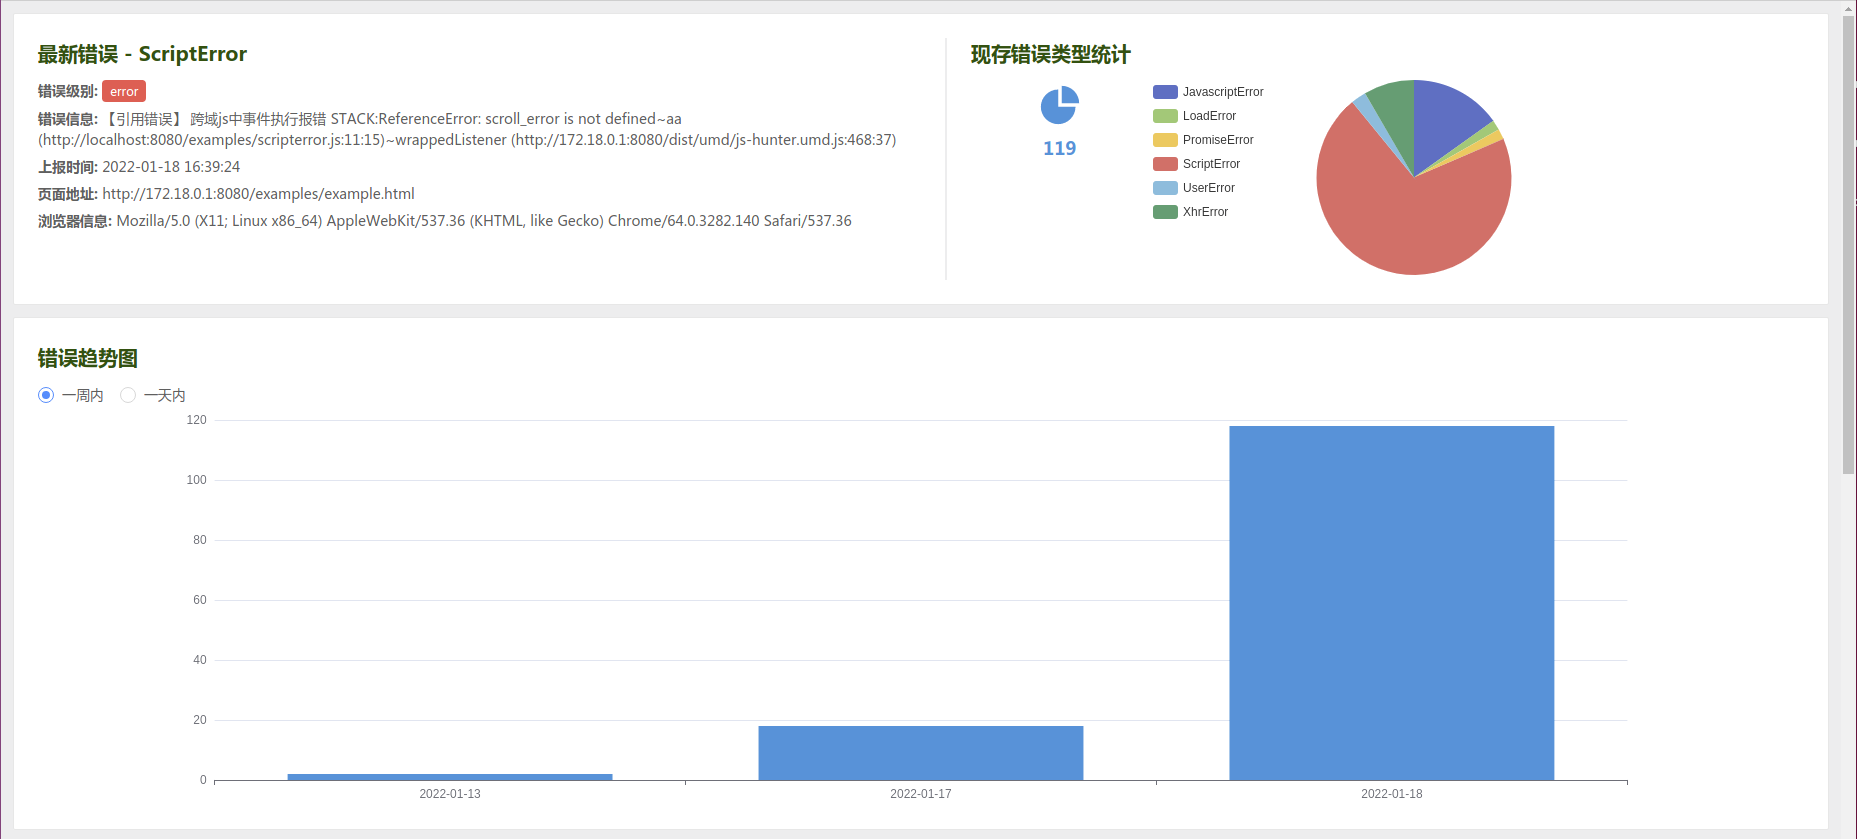 最新错误 - ScriptError
错误级别: error
错误信息: 【引用错误】 跨域js中事件执行报错 STACK:ReferenceError: scroll_error is not defined~aa
(http://localhost:8080/examples/scripterror.js:11:15)~wrappedListener (http://172.18.0.1:8080/dist/umd/js-hunter.umd.js:468:37)
上报时间: 2022-01-18 16:39:24
页面地址: http://172.18.0.1:8080/examples/example.html
浏览器信息: Mozilla/5.0 (X11; Linux x86_64) AppleWebKit/537.36 (KHTML, like Gecko) Chrome/64.0.3282.140 Safari/537.36
现存错误类型统计
119
JavascriptError
LoadError
PromiseError
ScriptError
UserError
XhrError
错误趋势图
一周内 一天内
120
100
80
60
40
20
0
2022-01-13 2022-01-17 2022-01-18